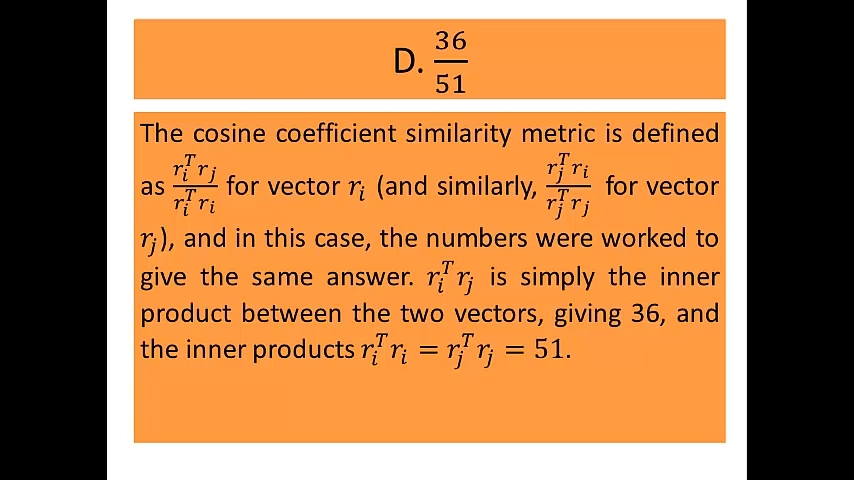 D. \frac{36}{51}
The cosine coefficient similarity metric is defined
as \frac{r_i^T r_j}{r_i^T r_i} for vector r_i (and similarly, \frac{r_j^T r_i}{r_j^T r_j} for vector
r_j), and in this case, the numbers were worked to
give the same answer. r_i^T r_j is simply the inner
product between the two vectors, giving 36, and
the inner products r_i^T r_i = r_j^T r_j = 51.